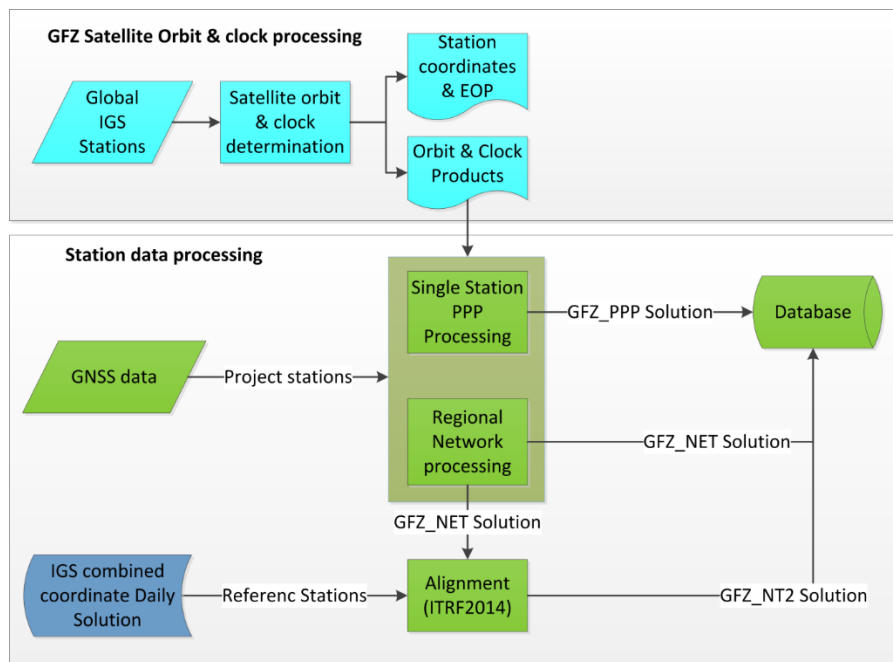 GFZ Satellite Orbit & clock processing
Global
IGS
Stations
Satellite orbit
& clock
determination
Station
coordinates
& EOP
Orbit & Clock
Products
Station data processing
Single Station
PPP
Processing
GFZ_PPP Solution
Database
GNSS data
Project stations
Regional
Network
processing
GFZ_NET Solution
GFZ_NET Solution
IGS combined
coordinate Daily
Solution
Referenc Stations
Alignment
(ITRF2014)
GFZ_NT2 Solution